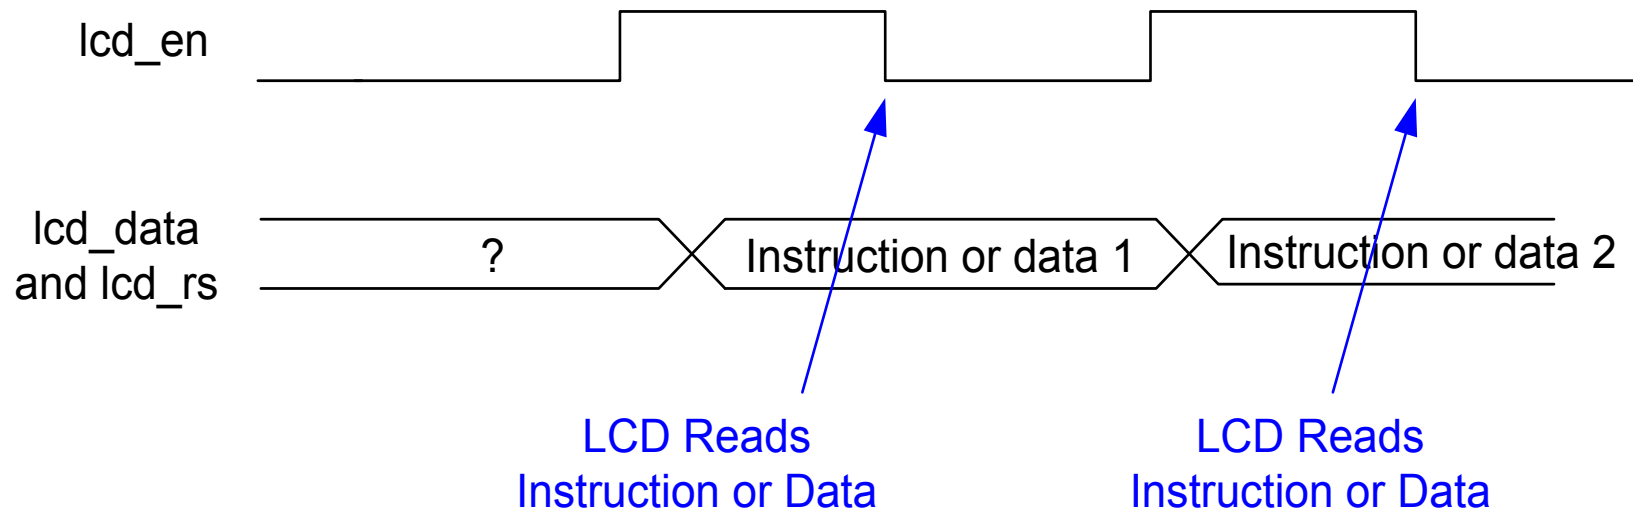 lcd_en
lcd_data
and lcd_rs
?
Instruction or data 1
Instruction or data 2
LCD Reads
Instruction or Data
LCD Reads
Instruction or Data